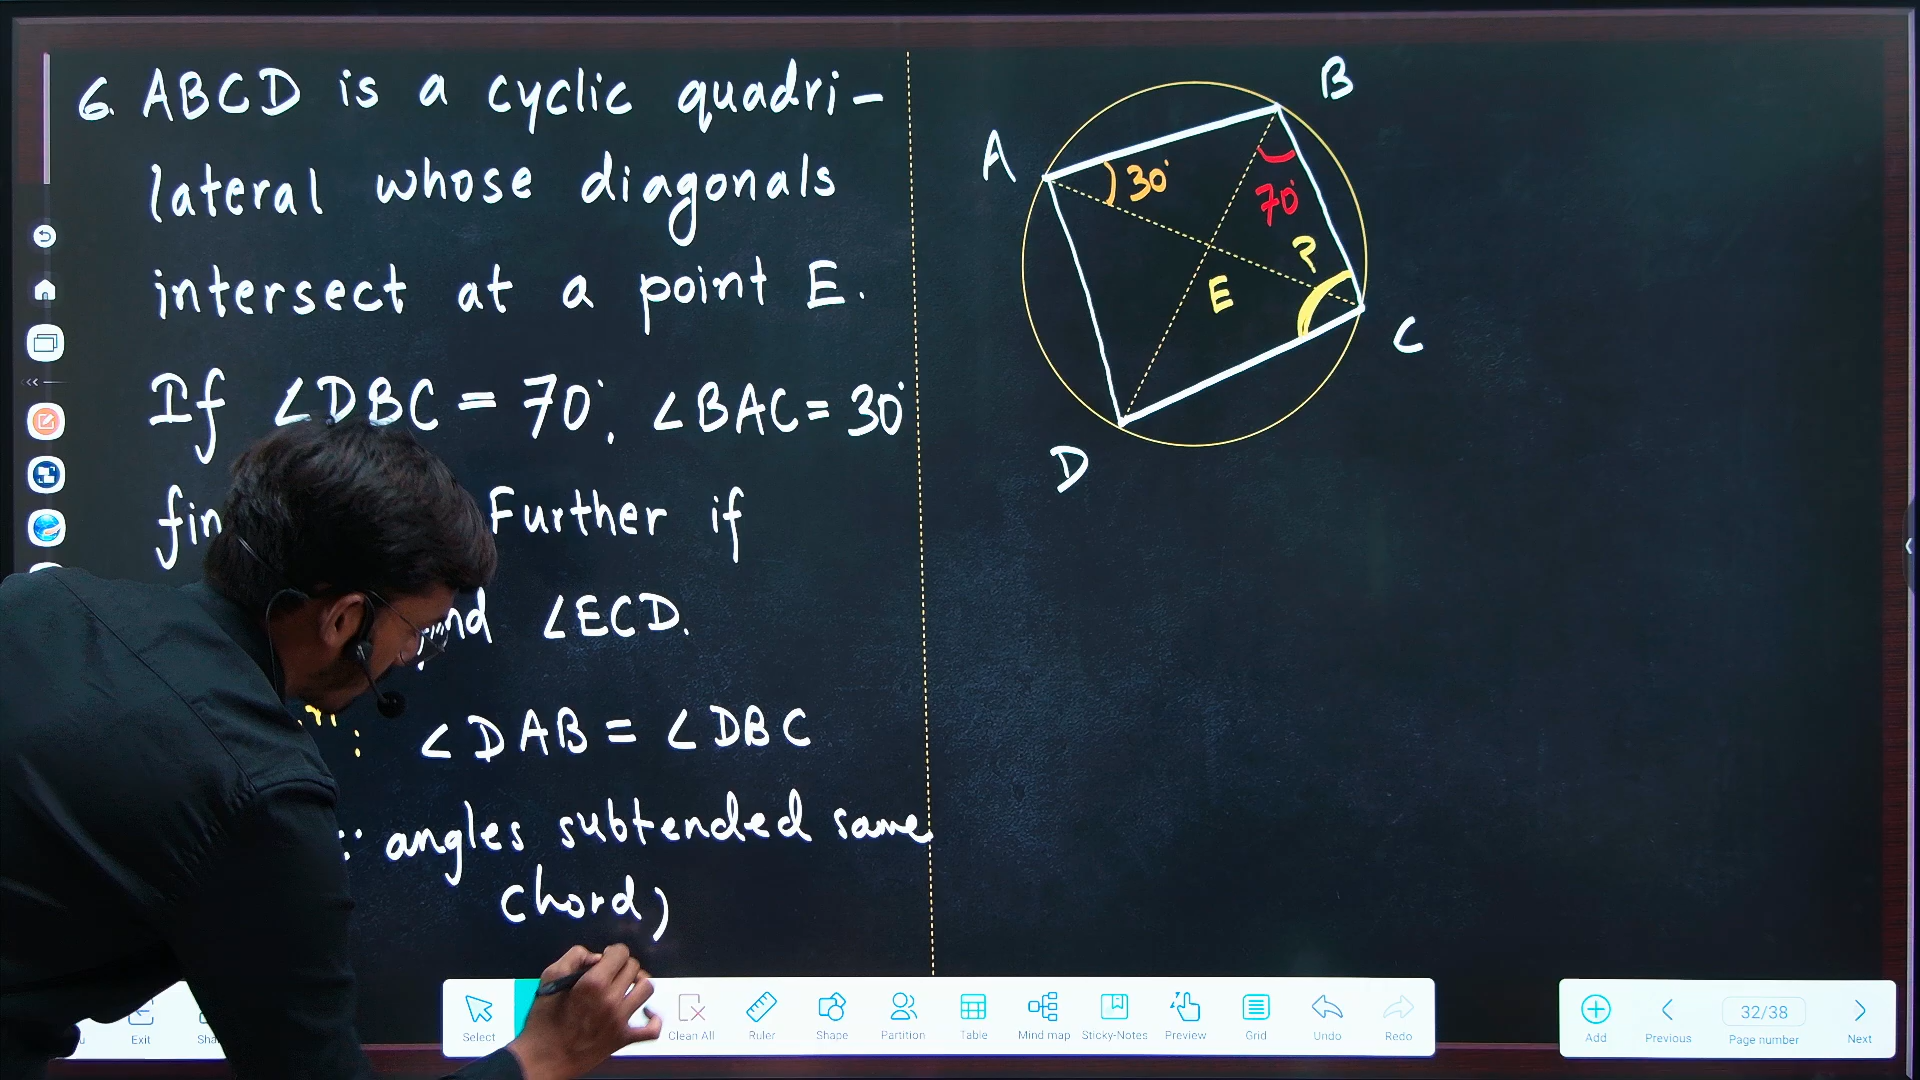 6. ABCD is a cyclic quadri-
lateral whose diagonals
intersect at a point E.
If ∠DBC = 70°, ∠BAC = 30°
Further if
∠ECD.
: ∠DAB = ∠DBC
∵ angles subtended same
chord)
A
B
C
D
E
30°
70°
?
Exit
Select
Clean All
Ruler
Shape
Partition
Table
Mind map
Sticky-Notes
Preview
Grid
Undo
Redo
Add
Previous
32/38
Page number
Next